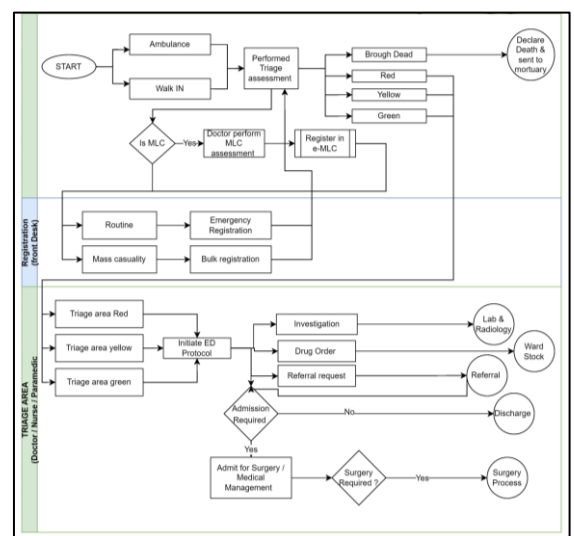 START
Ambulance
Walk IN
Performed
Triage
assessment
Brough Dead
Red
Yellow
Green
Declare
Death &
sent to
mortuary
Is MLC
Yes
Doctor perform
MLC
assessment
Register in
e-MLC
Registration
(front Desk)
Routine
Emergency
Registration
Mass casuality
Bulk registration
TRIAGE AREA
(Doctor / Nurse / Paramedic
Triage area Red
Triage area yellow
Triage area green
Initiate ED
Protocol
Investigation
Lab &
Radiology
Drug Order
Ward
Stock
Referral request
Referral
Admission
Required
No
Discharge
Yes
Admit for Surgery /
Medical
Management
Surgery
Required ?
Yes
Surgery
Process